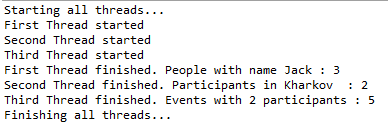 Starting all threads...
First Thread started
Second Thread started
Third Thread started
First Thread finished. People with name Jack : 3
Second Thread finished. Participants in Kharkov  : 2
Third Thread finished. Events with 2 participants : 5
Finishing all threads...